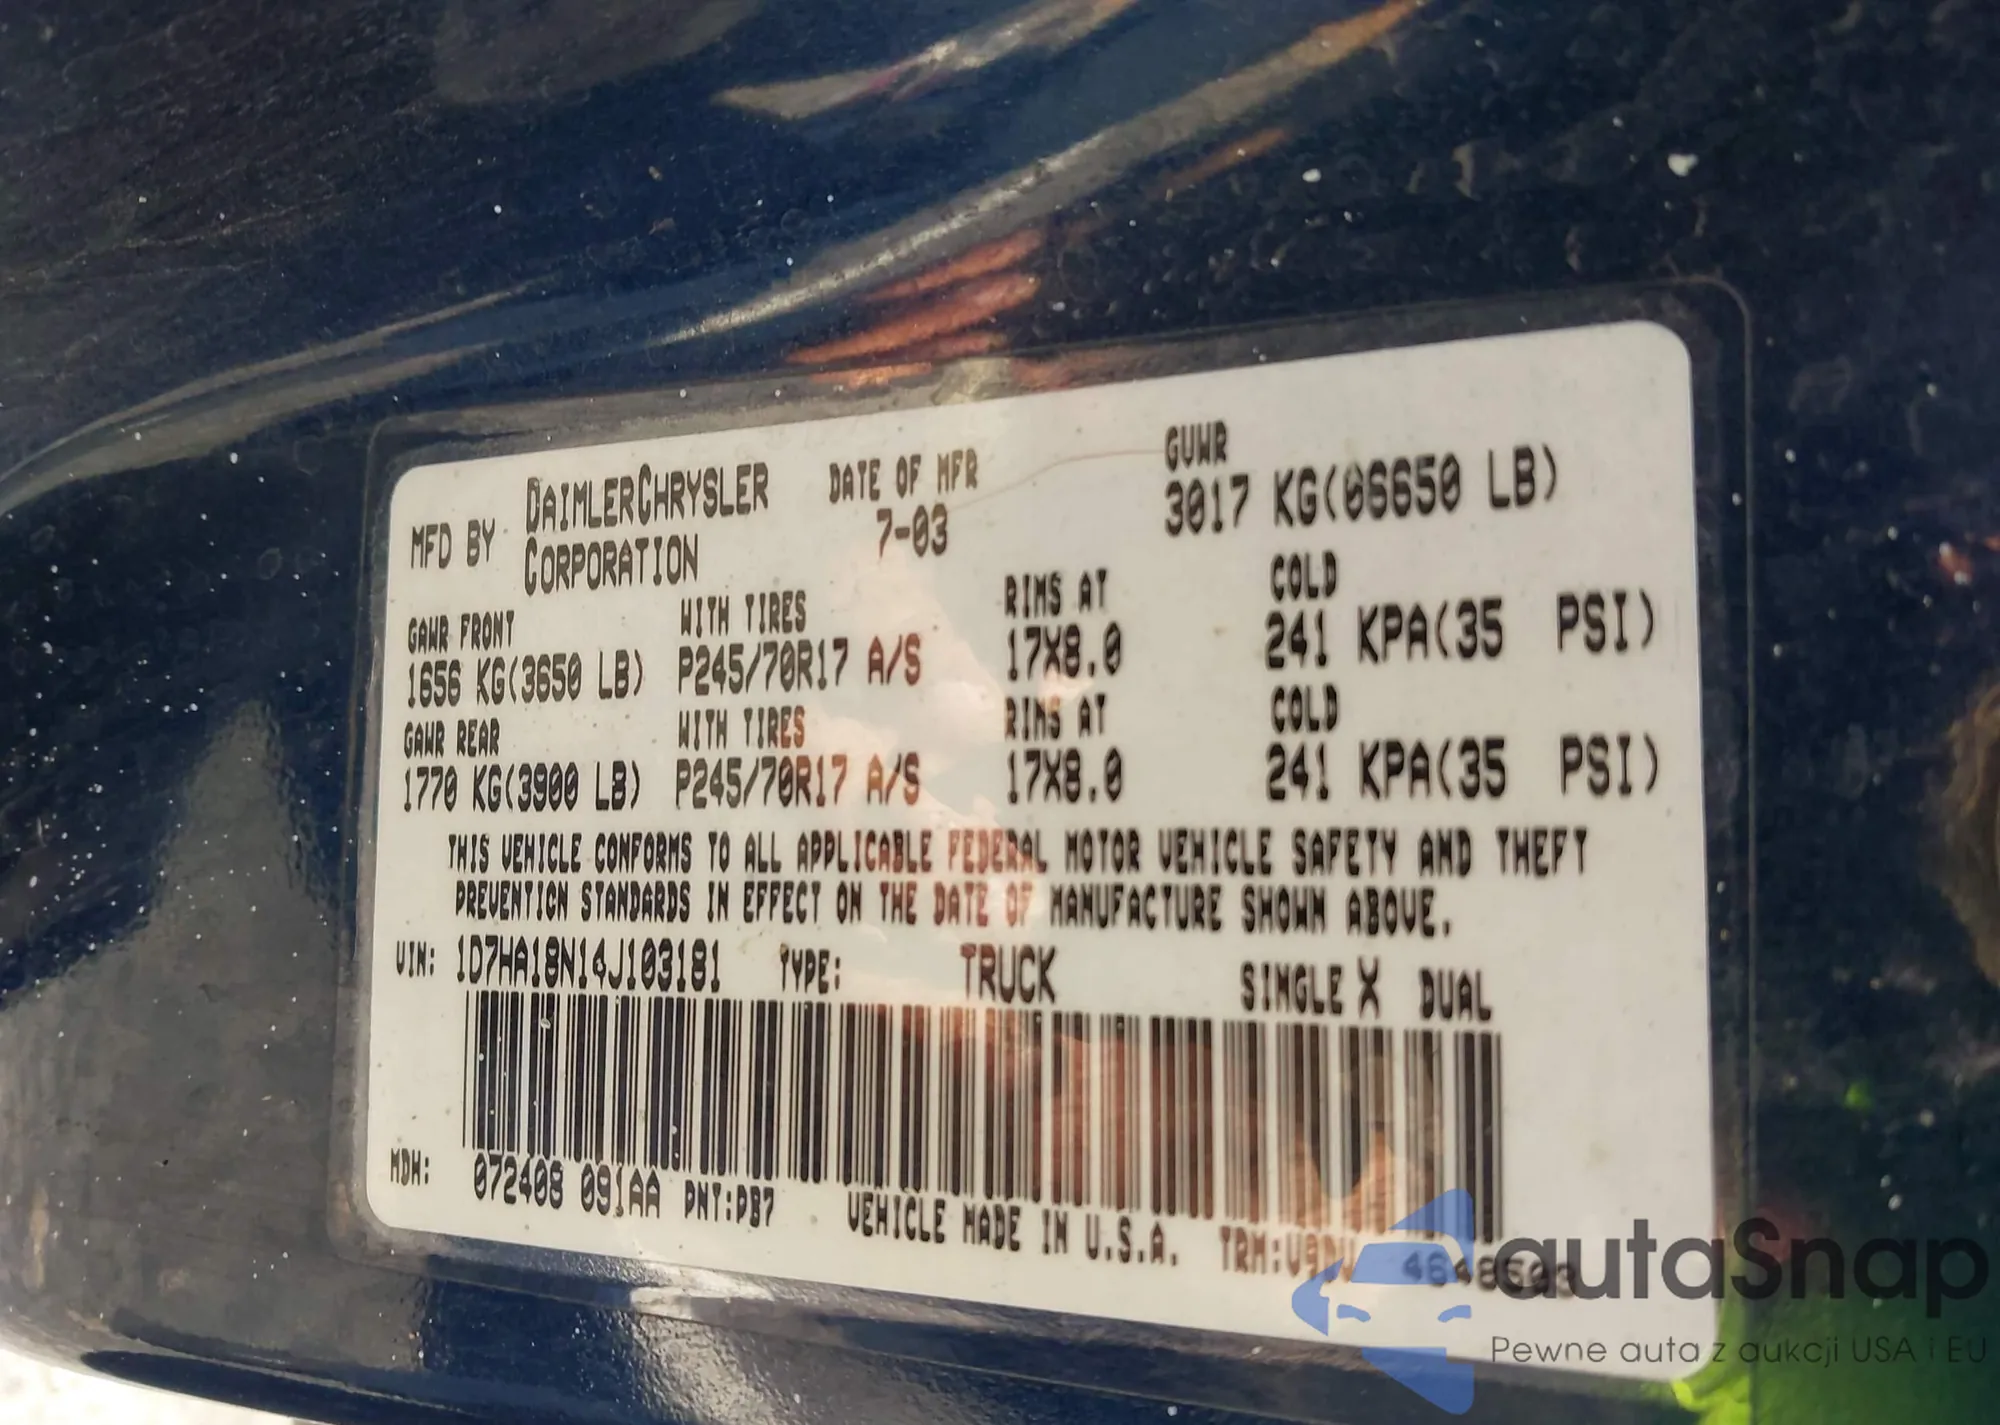 MFD BY DAIMLERCHRYSLER CORPORATION DATE OF MFR 7-03 GVWR 3017 KG(06650 LB)
GAWR FRONT WITH TIRES RIMS AT COLD
1656 KG(3650 LB) P245/70R17 A/S 17X8.0 241 KPA(35 PSI)
GAWR REAR WITH TIRES RIMS AT COLD
1770 KG(3900 LB) P245/70R17 A/S 17X8.0 241 KPA(35 PSI)
THIS VEHICLE CONFORMS TO ALL APPLICABLE FEDERAL MOTOR VEHICLE SAFETY AND THEFT
PREVENTION STANDARDS IN EFFECT ON THE DATE OF MANUFACTURE SHOWN ABOVE.
VIN: 1D7HA18N14J103181 TYPE: TRUCK SINGLE X DUAL
MDH: 072408 091AA PNT:PB7 VEHICLE MADE IN U.S.A. 4648503
autaSnap
Pewne auta z aukcji USA i EU